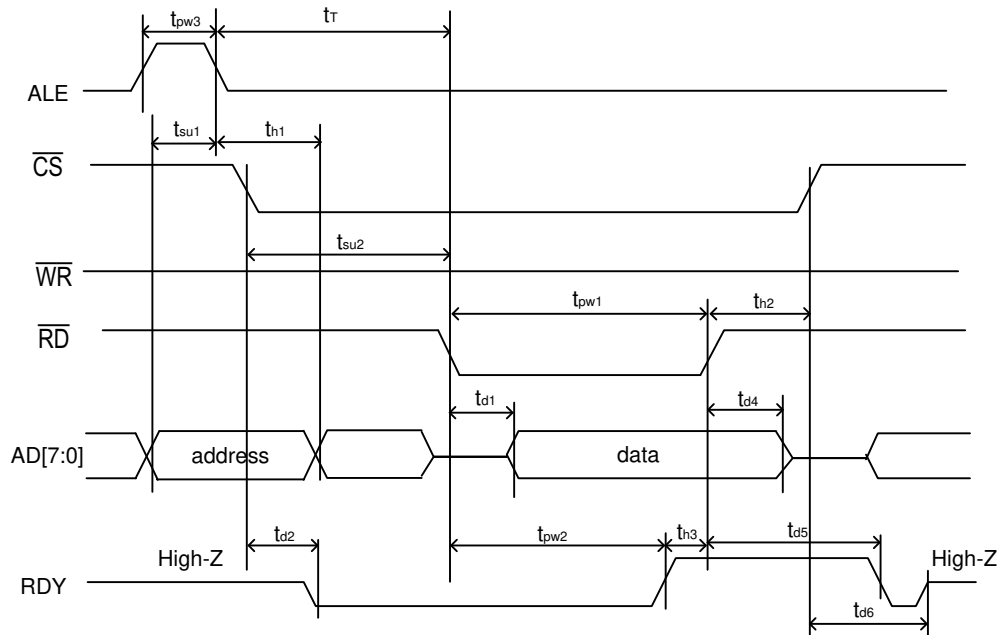 tpw3 tT
ALE
tsu1 th1
CS
tsu2
WR
tpw1 th2
RD
td1 td4
AD[7:0] address data
td2 tpw2 th3 td5
High-Z High-Z
RDY
td6